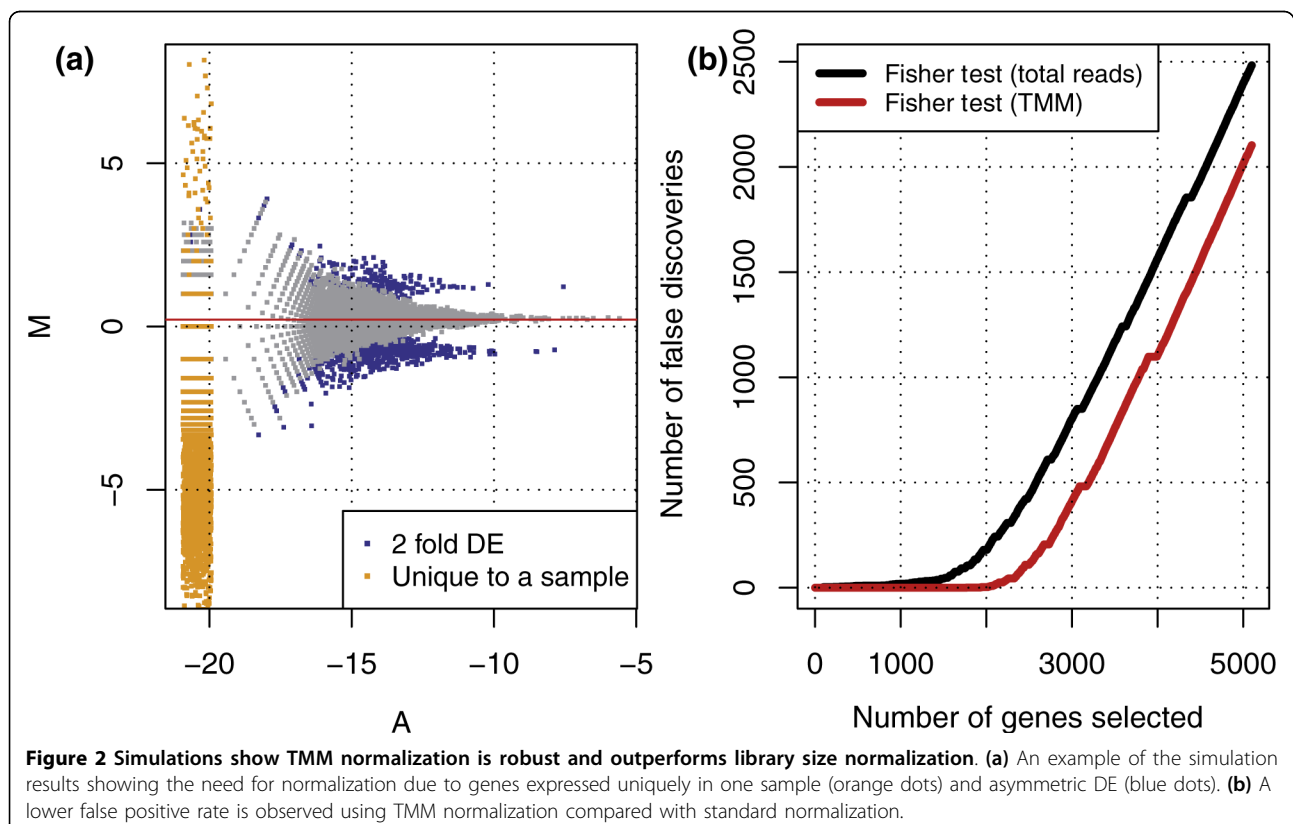 (a)
5
0
−5
M
2 fold DE
Unique to a sample
−20 −15 −10 −5
A
(b)
Fisher test (total reads)
Fisher test (TMM)
2500
2000
1500
1000
500
0
Number of false discoveries
0 1000 3000 5000
Number of genes selected
Figure 2 Simulations show TMM normalization is robust and outperforms library size normalization. (a) An example of the simulation
results showing the need for normalization due to genes expressed uniquely in one sample (orange dots) and asymmetric DE (blue dots). (b) A
lower false positive rate is observed using TMM normalization compared with standard normalization.